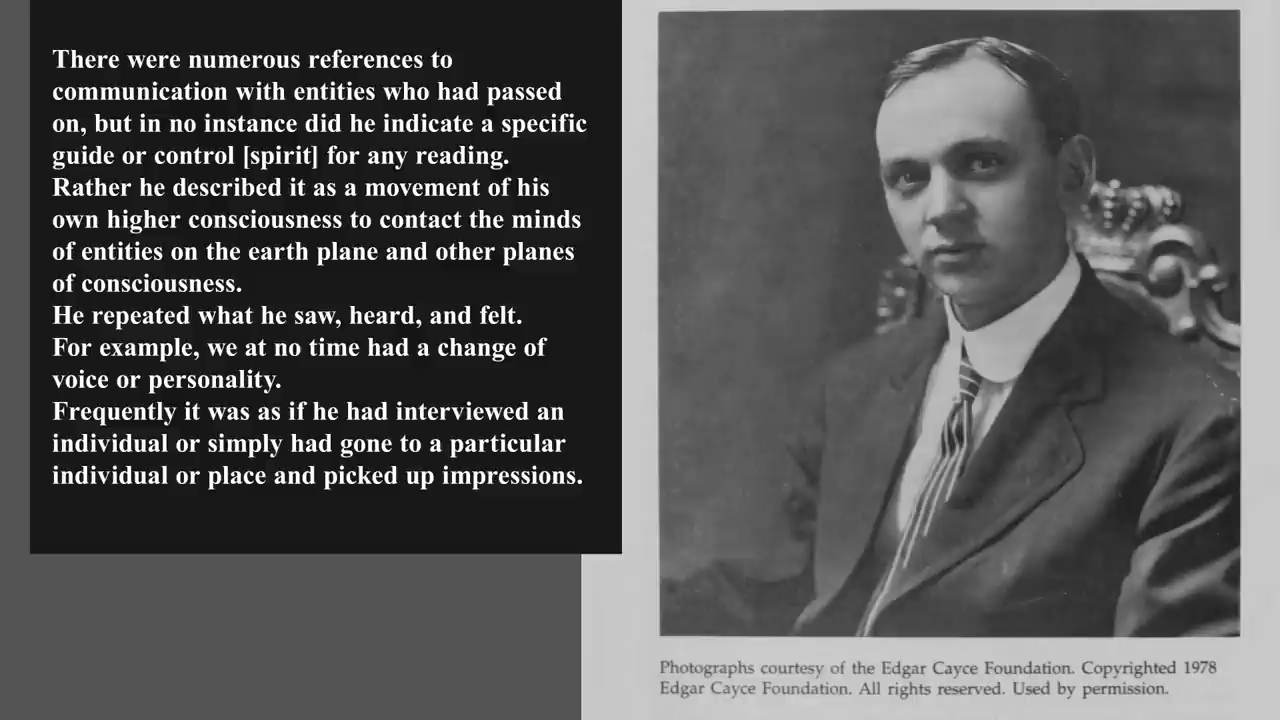 There were numerous references to
communication with entities who had passed
on, but in no instance did he indicate a specific
guide or control [spirit] for any reading.
Rather he described it as a movement of his
own higher consciousness to contact the minds
of entities on the earth plane and other planes
of consciousness.
He repeated what he saw, heard, and felt.
For example, we at no time had a change of
voice or personality.
Frequently it was as if he had interviewed an
individual or simply had gone to a particular
individual or place and picked up impressions.
Photographs courtesy of the Edgar Cayce Foundation. Copyrighted 1978
Edgar Cayce Foundation. All rights reserved. Used by permission.